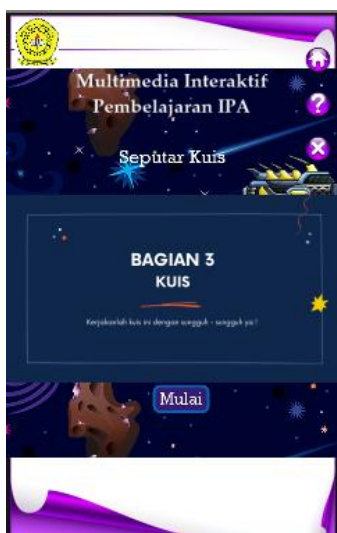 Multimedia Interaktif
Pembelajaran IPA
Seputar Kuis
BAGIAN 3
KUIS
Kerjakanlah kuis ini dengan sungguh - sungguh ya !
Mulai